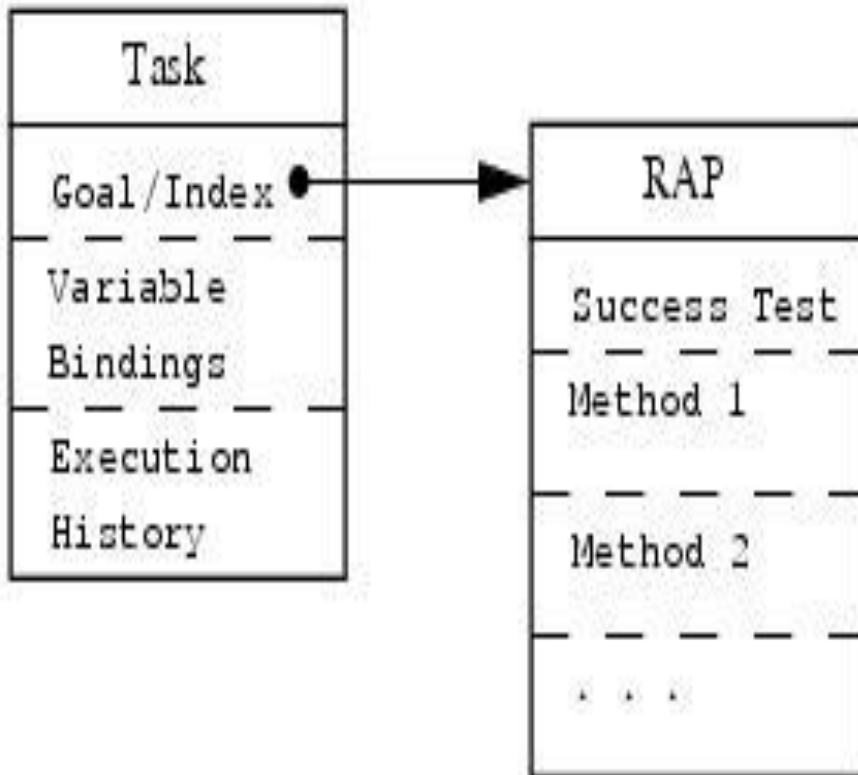 Task
Goal/Index
Variable
Bindings
Execution
History
RAP
Success Test
Method 1
Method 2
. . .